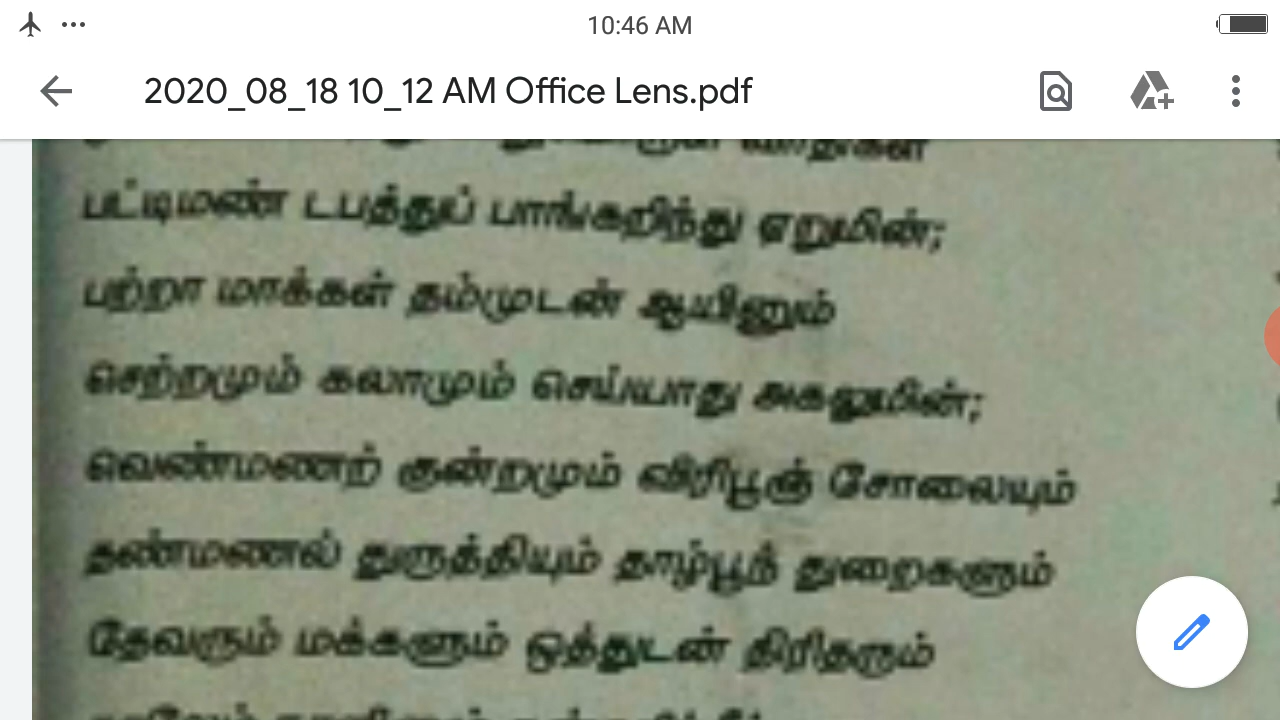 10:46 AM
2020_08_18 10_12 AM Office Lens.pdf
பட்டிமண் டபத்துப் பாங்கறிந்து ஏறுமின்;
பற்றா மாக்கள் தம்முடன் ஆயினும்
செற்றமும் கலாமும் செய்யாது அகலுமின்;
வெண்மணற் குன்றமும் விரிபூஞ் சோலையும்
தண்மணல் துருத்தியும் தாழ்பூந் துறைகளும்
தேவரும் மக்களும் ஒத்துடன் திரிதரும்